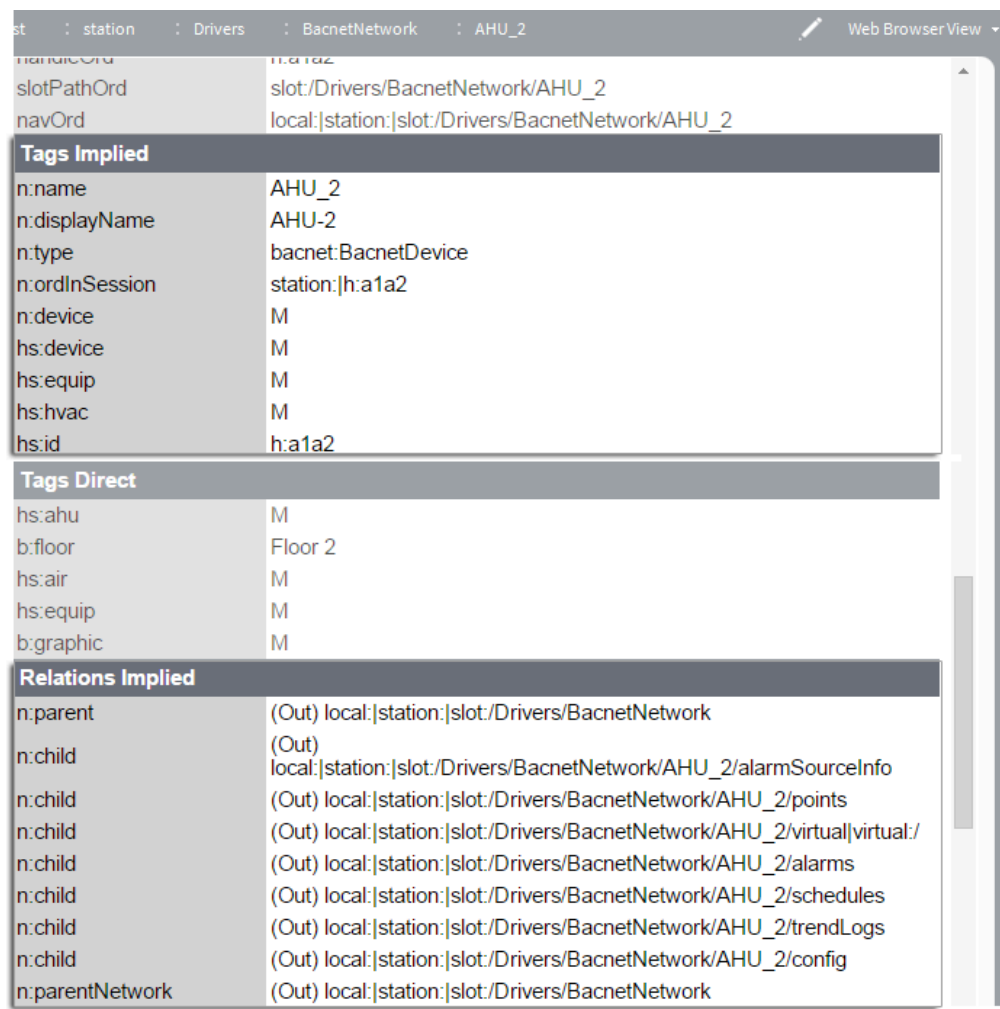 st : station : Drivers : BacnetNetwork : AHU_2 Web Browser View
handleOrd h:a1a2
slotPathOrd slot:/Drivers/BacnetNetwork/AHU_2
navOrd local:|station:|slot:/Drivers/BacnetNetwork/AHU_2
Tags Implied
n:name AHU_2
n:displayName AHU-2
n:type bacnet:BacnetDevice
n:ordInSession station:|h:a1a2
n:device M
hs:device M
hs:equip M
hs:hvac M
hs:id h:a1a2
Tags Direct
hs:ahu M
b:floor Floor 2
hs:air M
hs:equip M
b:graphic M
Relations Implied
n:parent (Out) local:|station:|slot:/Drivers/BacnetNetwork
n:child (Out)
local:|station:|slot:/Drivers/BacnetNetwork/AHU_2/alarmSourceInfo
n:child (Out) local:|station:|slot:/Drivers/BacnetNetwork/AHU_2/points
n:child (Out) local:|station:|slot:/Drivers/BacnetNetwork/AHU_2/virtual|virtual:/
n:child (Out) local:|station:|slot:/Drivers/BacnetNetwork/AHU_2/alarms
n:child (Out) local:|station:|slot:/Drivers/BacnetNetwork/AHU_2/schedules
n:child (Out) local:|station:|slot:/Drivers/BacnetNetwork/AHU_2/trendLogs
n:child (Out) local:|station:|slot:/Drivers/BacnetNetwork/AHU_2/config
n:parentNetwork (Out) local:|station:|slot:/Drivers/BacnetNetwork